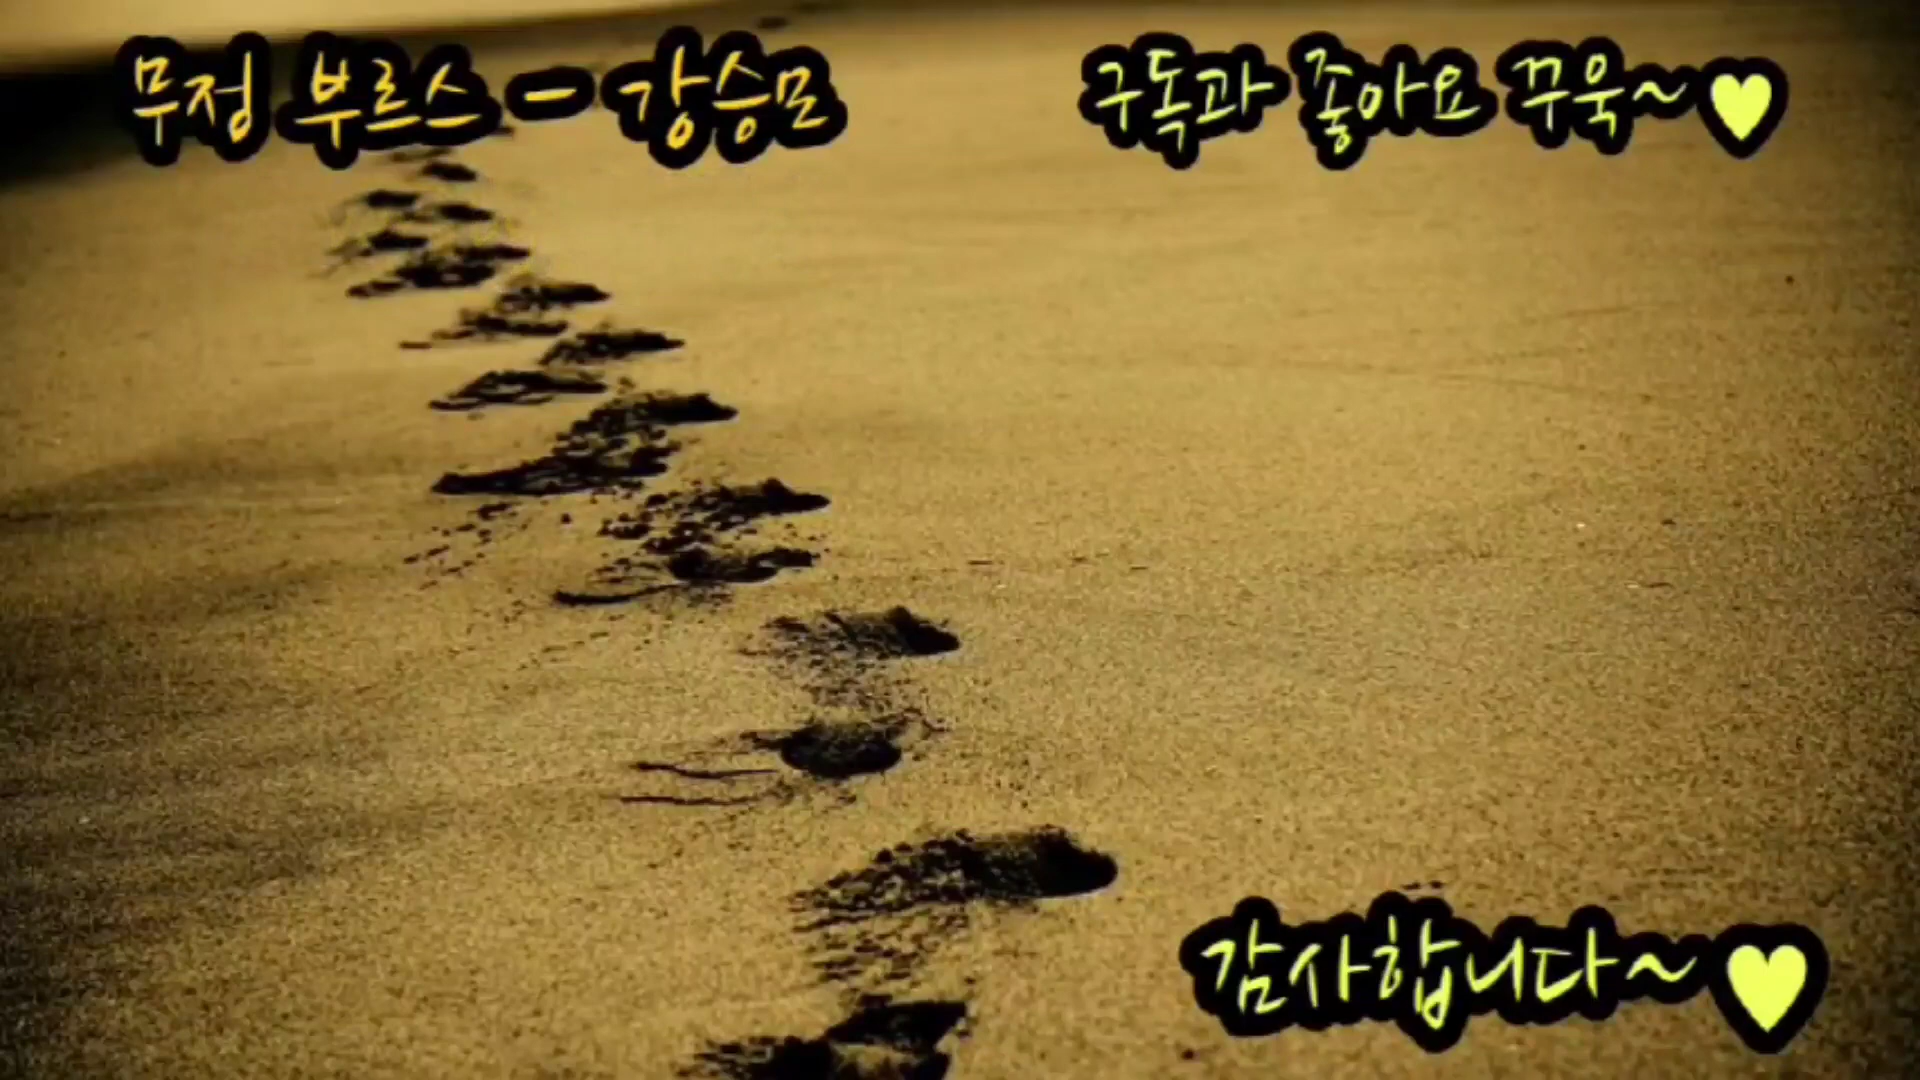 무정 부르스 - 강승모
구독과 좋아요 꾸욱~♥
감사합니다~♥